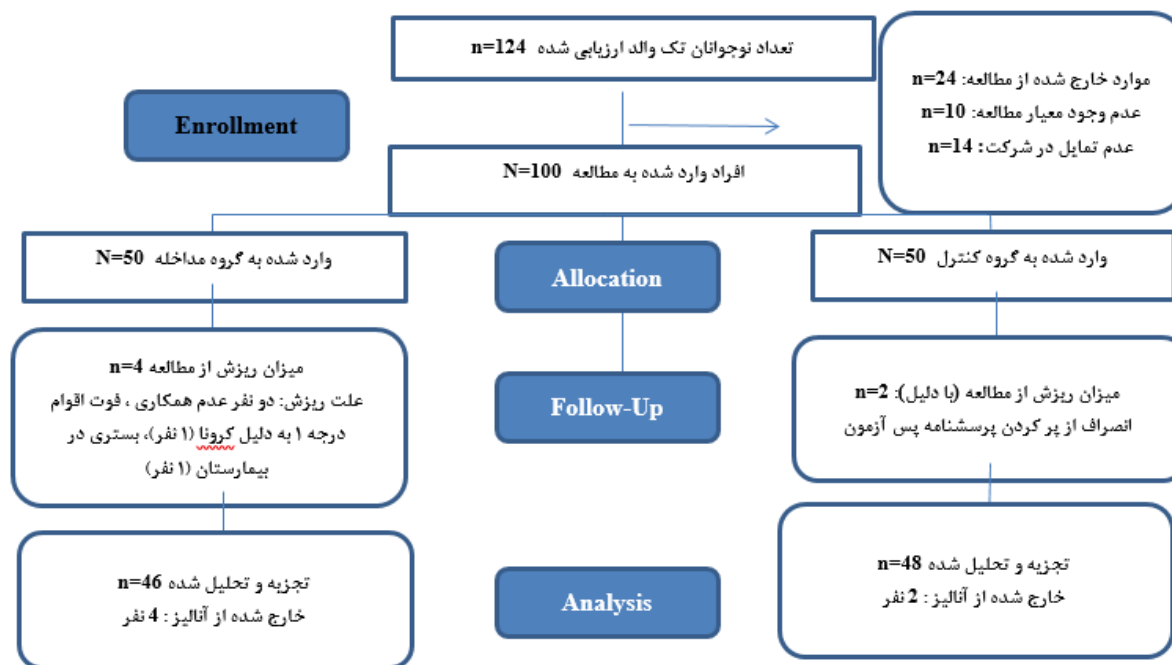 تعداد نوجوانان تک والد ارزیابی شده n=124
موارد خارج شده از مطالعه: n=24
عدم وجود معیار مطالعه: n=10
عدم تمایل در شرکت: n=14
Enrollment
افراد وارد شده به مطالعه N=100
وارد شده به گروه مداخله N=50
Allocation
وارد شده به گروه کنترل N=50
میزان ریزش از مطالعه n=4
علت ریزش: دو نفر عدم همکاری ، فوت اقوام
درجه ۱ به دلیل کرونا (۱ نفر)، بستری در
بیمارستان (۱ نفر)
Follow-Up
میزان ریزش از مطالعه (با دلیل): n=2
انصراف از پر کردن پرسشنامه پس آزمون
تجزیه و تحلیل شده n=46
خارج شده از آنالیز : 4 نفر
Analysis
تجزیه و تحلیل شده n=48
خارج شده از آنالیز : 2 نفر